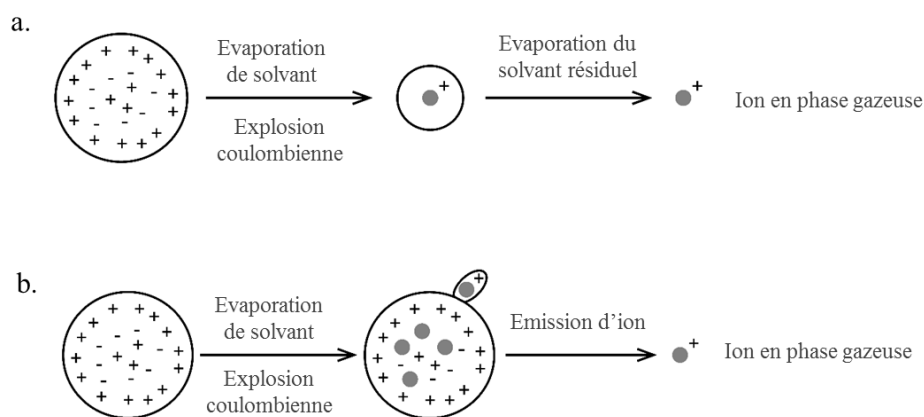 a.
Evaporation
de solvant
Explosion
coulombienne
Evaporation du
solvant résiduel
Ion en phase gazeuse
b.
Evaporation
de solvant
Explosion
coulombienne
Emission d'ion
Ion en phase gazeuse